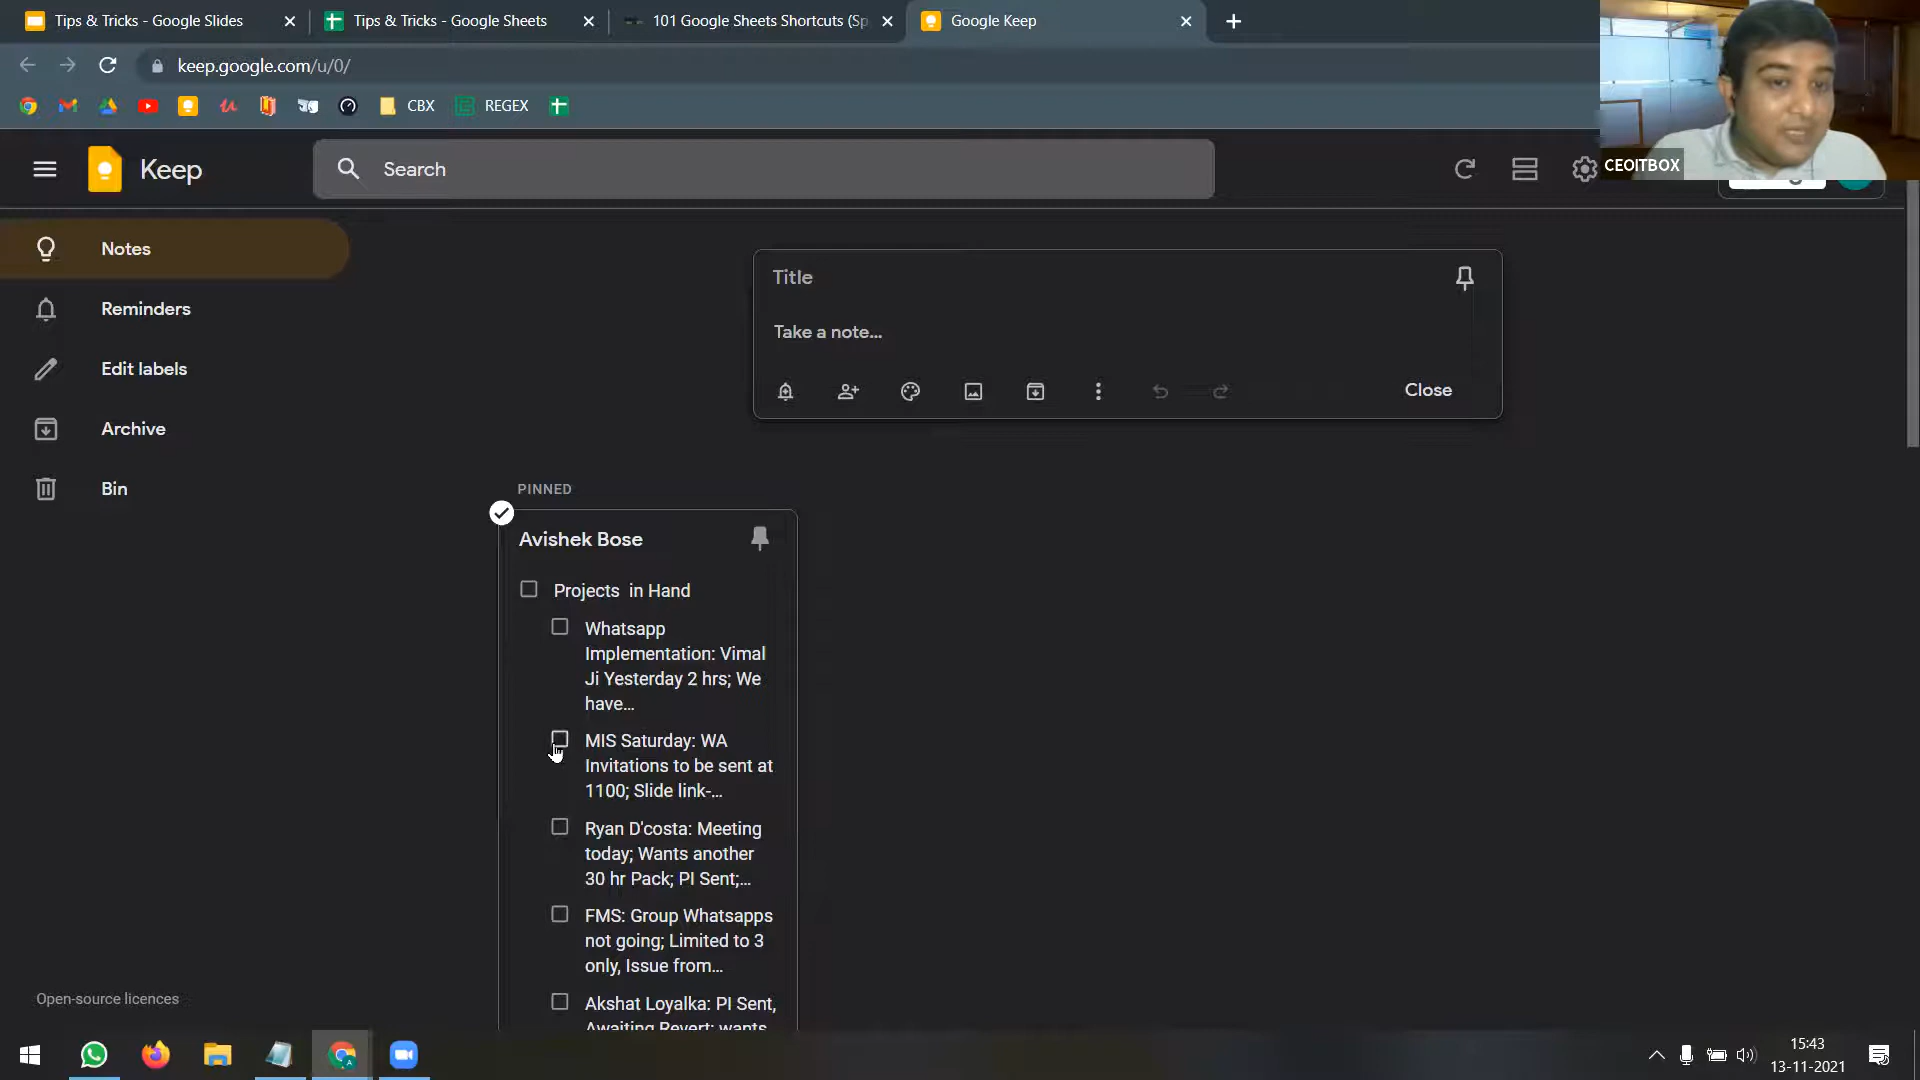 Tips & Tricks - Google Slides
Tips & Tricks - Google Sheets
101 Google Sheets Shortcuts (Sp
Google Keep
keep.google.com/u/0/
CBX
REGEX
Keep
Search
CEOITBOX
Notes
Reminders
Edit labels
Archive
Bin
Title
Take a note...
Close
PINNED
Avishek Bose
Projects in Hand
Whatsapp
Implementation: Vimal
Ji Yesterday 2 hrs; We
have...
MIS Saturday: WA
Invitations to be sent at
1100; Slide link-...
Ryan D'costa: Meeting
today; Wants another
30 hr Pack; PI Sent;...
FMS: Group Whatsapps
not going; Limited to 3
only, Issue from...
Akshat Loyalka: PI Sent,
Awaiting Revert; wants
Open-source licences
15:43
13-11-2021